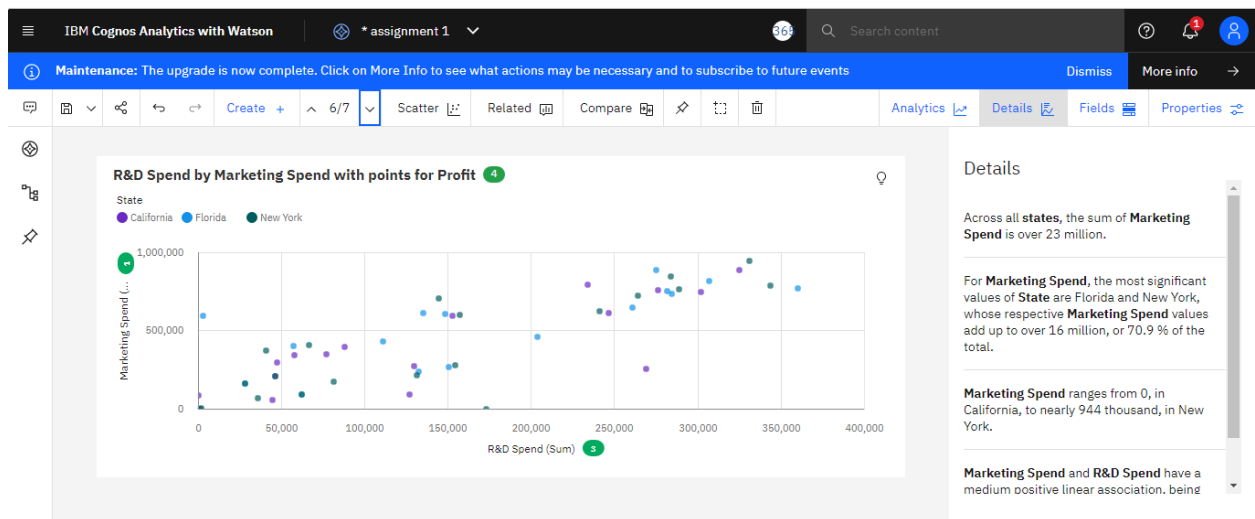 IBM Cognos Analytics with Watson
* assignment 1
365
Search content
1
Maintenance: The upgrade is now complete. Click on More Info to see what actions may be necessary and to subscribe to future events
Dismiss
More info
Create +
6/7
Scatter
Related
Compare
Analytics
Details
Fields
Properties
R&D Spend by Marketing Spend with points for Profit 4
State
California
Florida
New York
1
Marketing Spend (...
1,000,000
500,000
0
0
50,000
100,000
150,000
200,000
250,000
300,000
350,000
400,000
R&D Spend (Sum) 3
Details
Across all states, the sum of Marketing
Spend is over 23 million.
For Marketing Spend, the most significant
values of State are Florida and New York,
whose respective Marketing Spend values
add up to over 16 million, or 70.9 % of the
total.
Marketing Spend ranges from 0, in
California, to nearly 944 thousand, in New
York.
Marketing Spend and R&D Spend have a
medium positive linear association, being